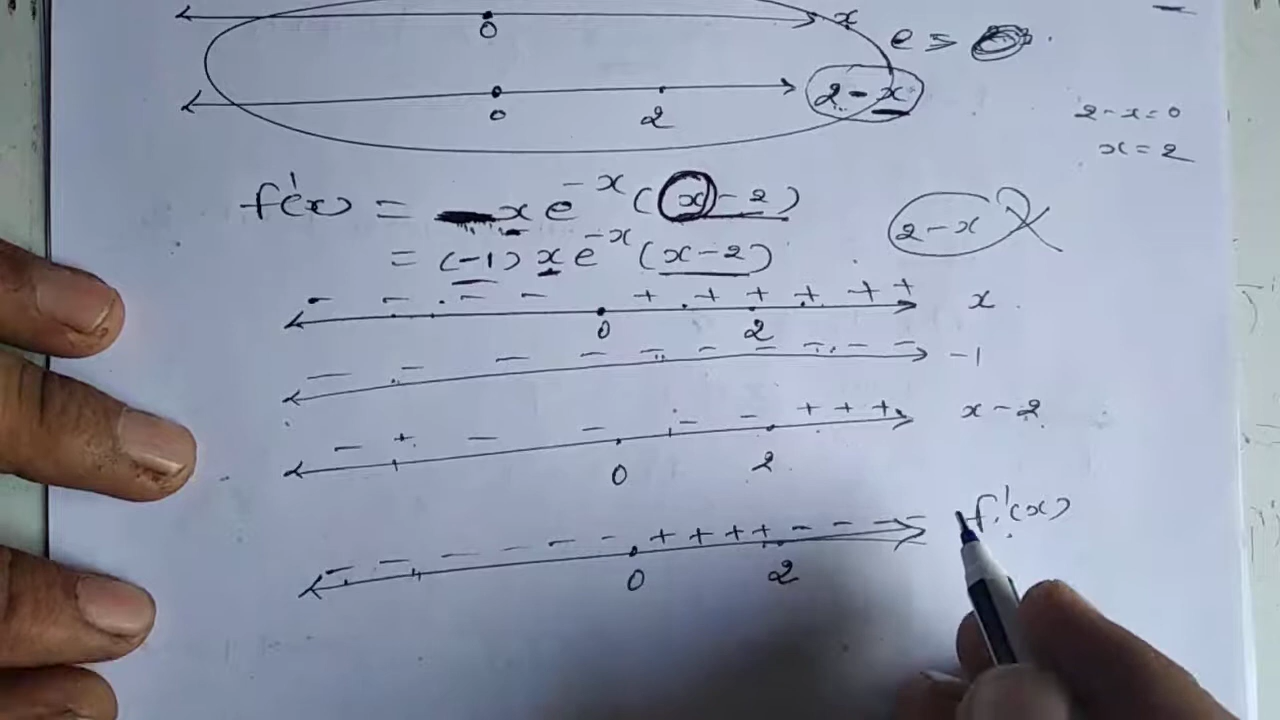 x
0
e
2 - x
0 2
2 - x = 0
x = 2
f'(x) = x e^{-x} (x - 2)
2 - x
= (-1) x e^{-x} (x - 2)
- - - - + + + + + + x
0 2
- - - - - - - - - - - -1
- - - - - + + + x - 2
0 2
- - - - - - + + + + - - - - f'(x)
0 2